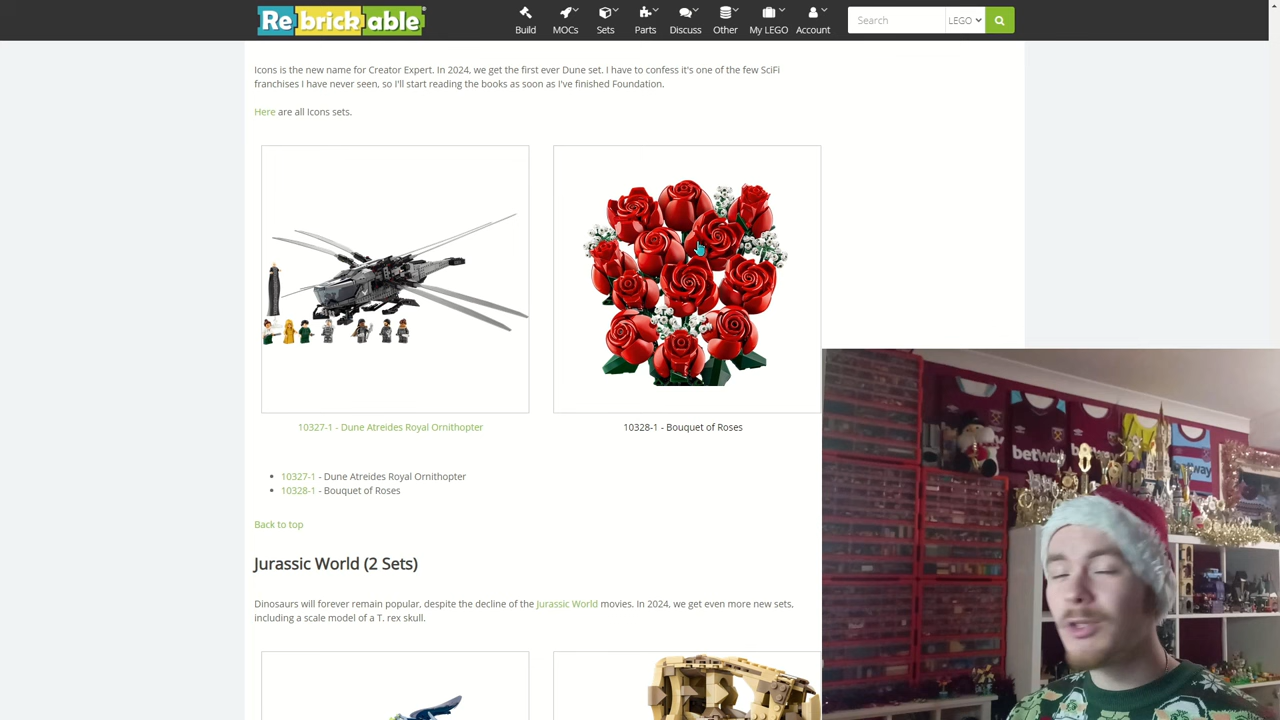 Rebrickable
Build
MOCs
Sets
Parts
Discuss
Other
My LEGO
Account
Search
LEGO
Icons is the new name for Creator Expert. In 2024, we get the first ever Dune set. I have to confess it's one of the few SciFi
franchises I have never seen, so I'll start reading the books as soon as I've finished Foundation.
Here are all Icons sets.
10327-1 - Dune Atreides Royal Ornithopter
10328-1 - Bouquet of Roses
• 10327-1 - Dune Atreides Royal Ornithopter
• 10328-1 - Bouquet of Roses
Back to top
Jurassic World (2 Sets)
Dinosaurs will forever remain popular, despite the decline of the Jurassic World movies. In 2024, we get even more new sets,
including a scale model of a T. rex skull.
betw
betway